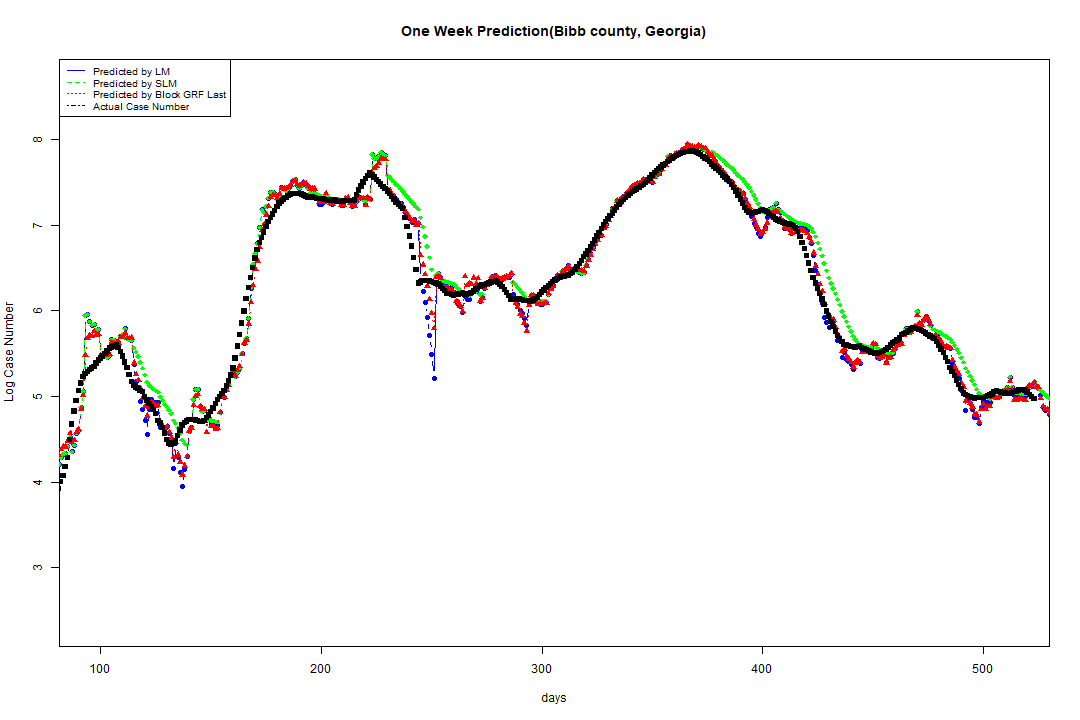 One Week Prediction(Bibb county, Georgia)
Predicted by LM
Predicted by SLM
Predicted by Block GRF Last
Actual Case Number
8
7
6
5
4
3
Log Case Number
100 200 300 400 500
days